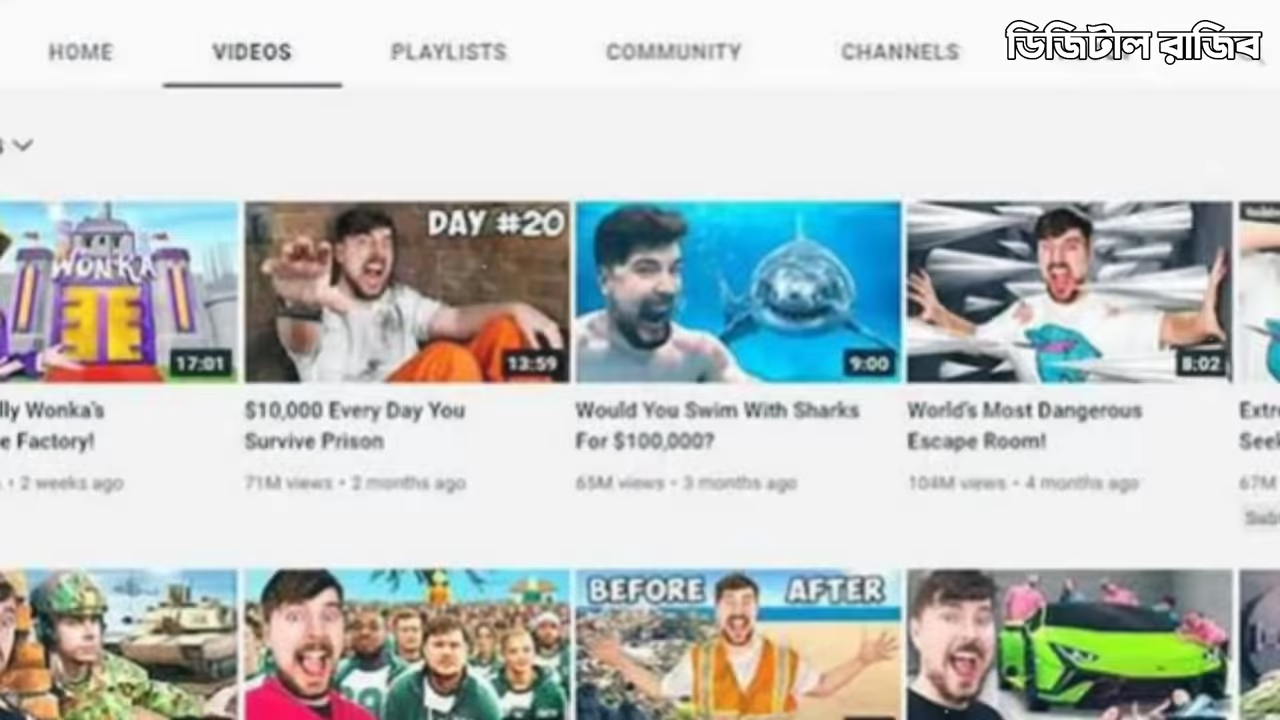 HOME VIDEOS PLAYLISTS COMMUNITY CHANNELS
ডিজিটাল রাজিব
WONKA
DAY #20
17:01
13:59
9:00
8:02
lly Wonka's
e Factory!
2 weeks ago
$10,000 Every Day You
Survive Prison
71M views • 2 months ago
Would You Swim With Sharks
For $100,000?
65M views • 3 months ago
World's Most Dangerous
Escape Room!
104M views • 4 months ago
Extr
Seek
67M
BEFORE AFTER